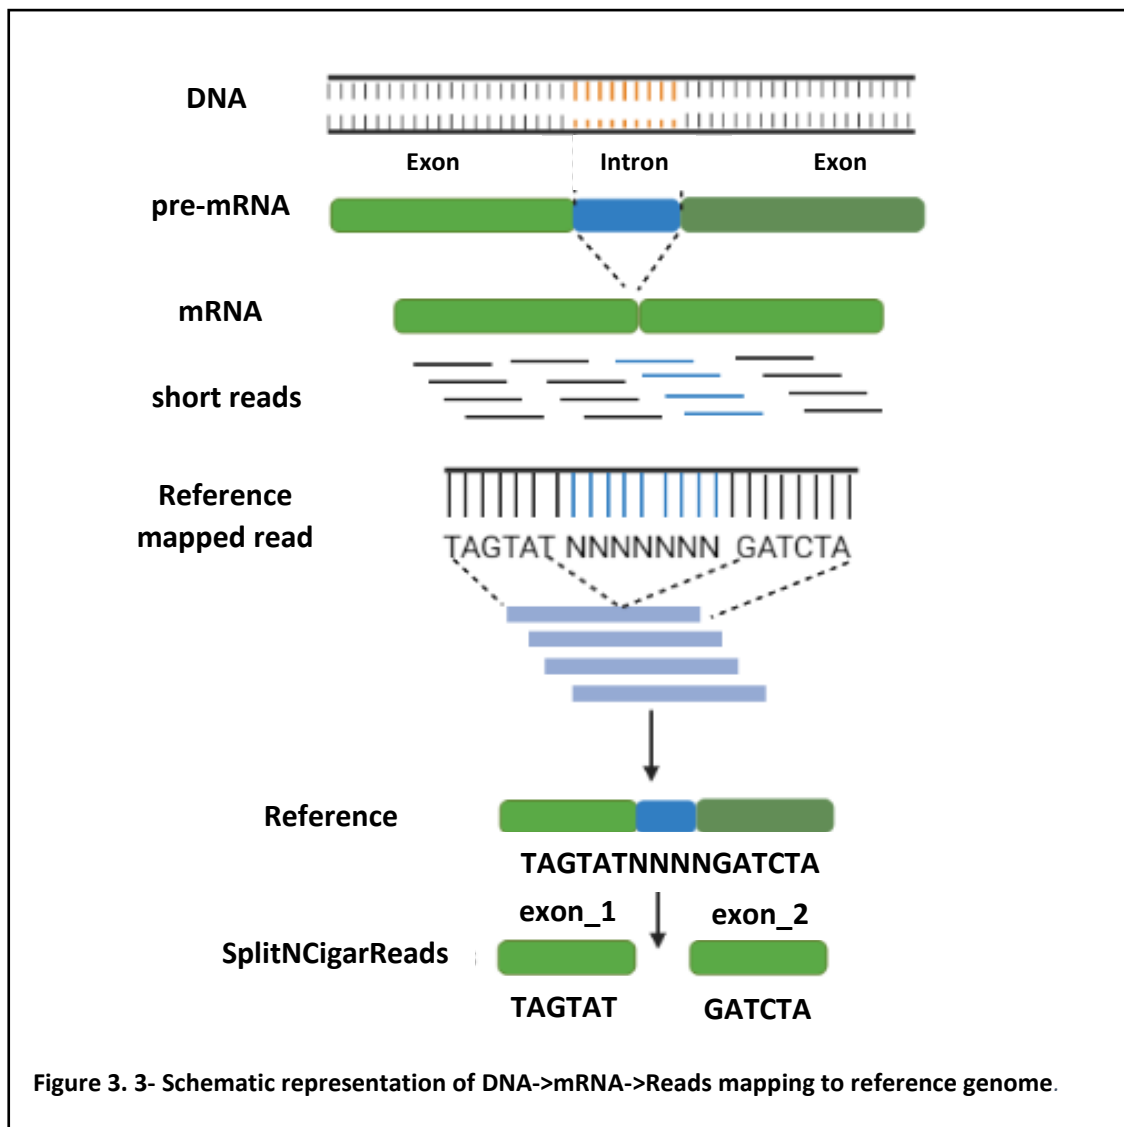 DNA
Exon Intron Exon
pre-mRNA
mRNA
short reads
Reference
mapped read
TAGTAT NNNNNNNN GATCTA
Reference
TAGTATNNNNGATCTA
exon_1 exon_2
SplitNCigarReads
TAGTAT GATCTA
Figure 3. 3- Schematic representation of DNA->mRNA->Reads mapping to reference genome.